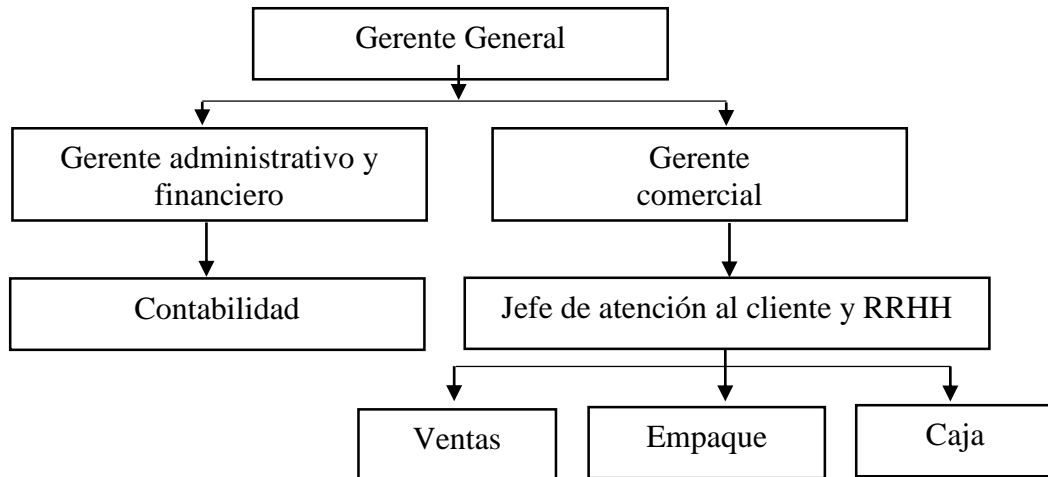 Gerente General
Gerente administrativo y
financiero
Gerente
comercial
Contabilidad
Jefe de atención al cliente y RRHH
Ventas
Empaque
Caja